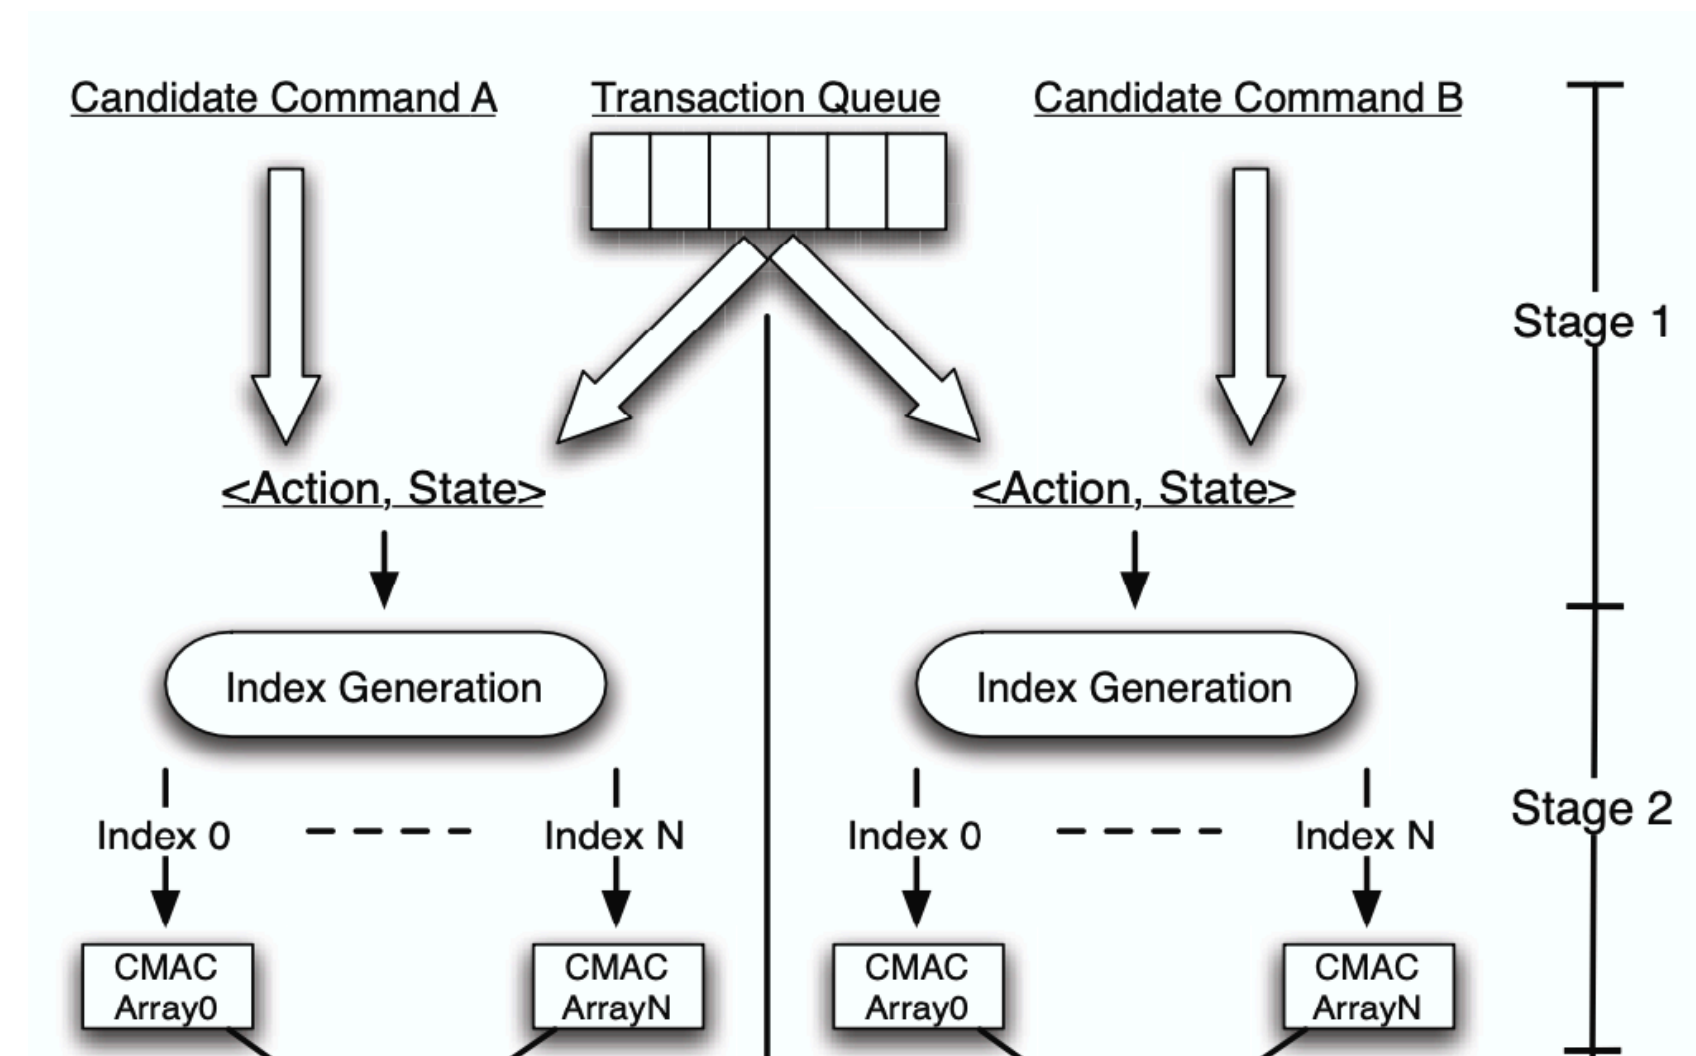 Candidate Command A
Transaction Queue
Candidate Command B
Stage 1
<Action, State>
<Action, State>
Index Generation
Index Generation
Stage 2
Index 0
Index N
Index 0
Index N
CMAC
Array0
CMAC
ArrayN
CMAC
Array0
CMAC
ArrayN